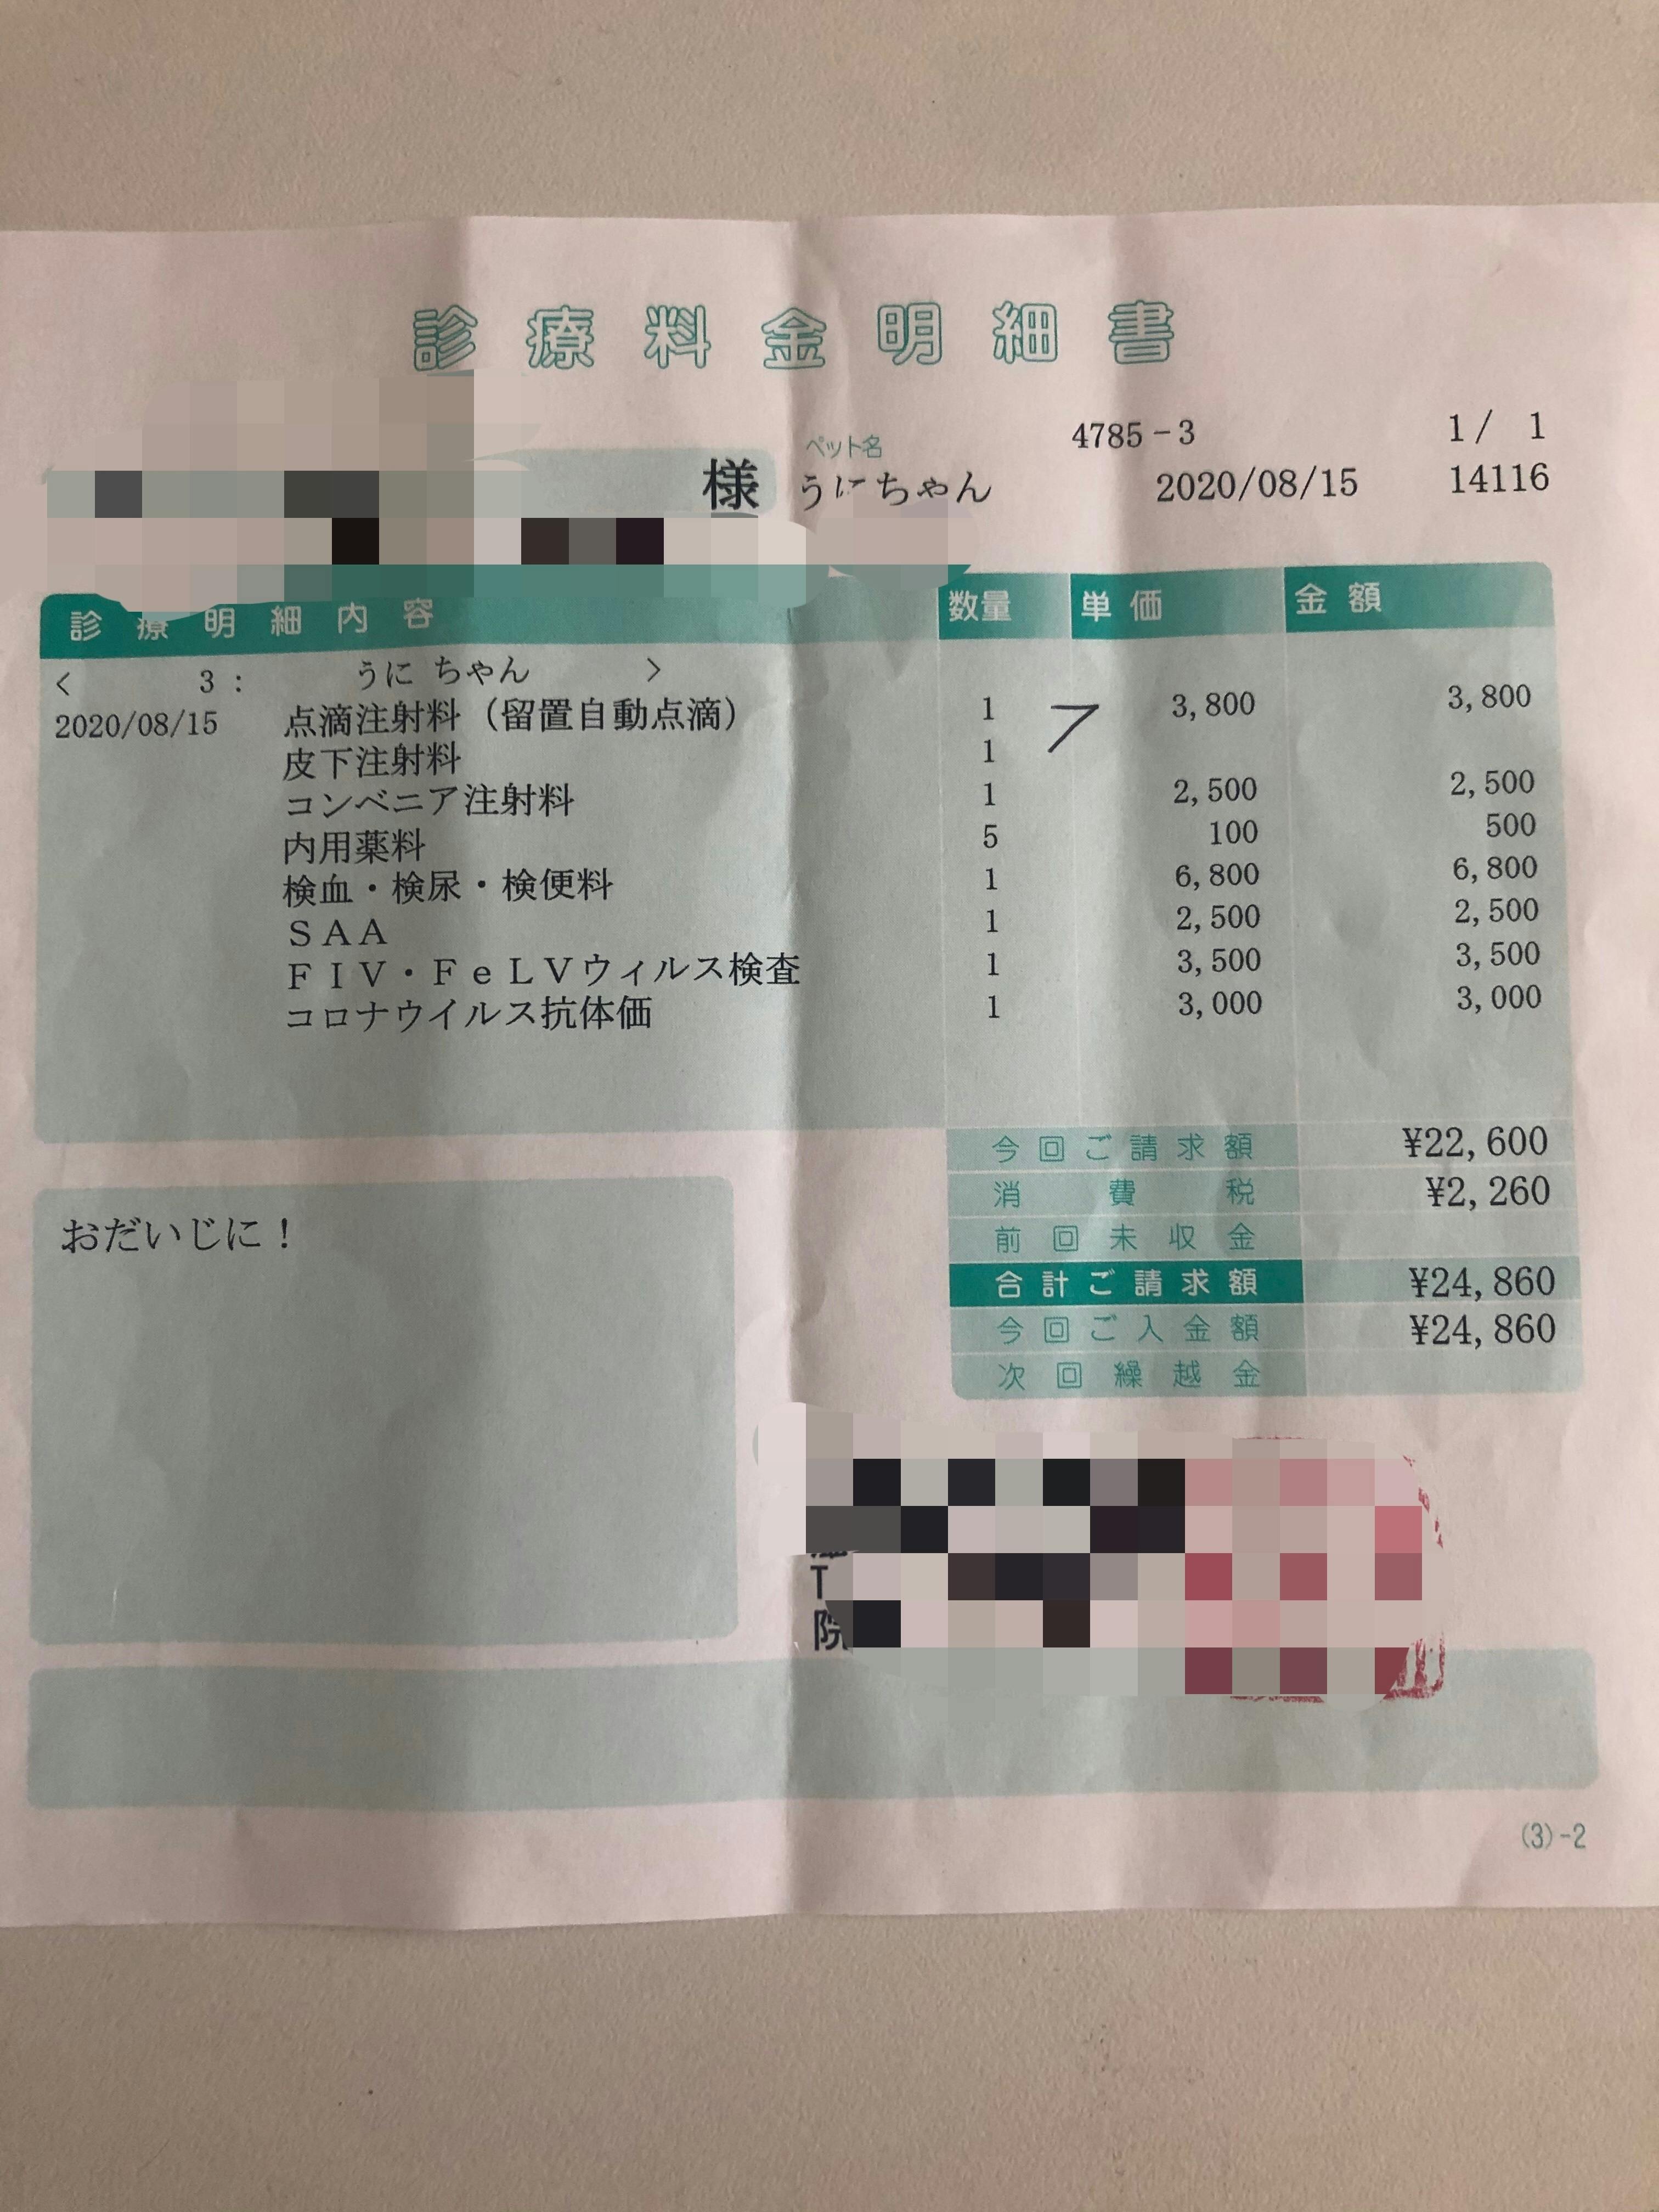 診療料金明細書
4785-3 1/ 1
ペット名
様 うにちゃん 2020/08/15 14116
診療明細内容 数量 単価 金額
< 3: うに ちゃん >
2020/08/15 点滴注射料（留置自動点滴） 1 3,800 3,800
皮下注射料 1
コンベニア注射料 1 2,500 2,500
内用薬料 5 100 500
検血・検尿・検便料 1 6,800 6,800
ＳＡＡ 1 2,500 2,500
ＦＩＶ・ＦｅＬＶウィルス検査 1 3,500 3,500
コロナウイルス抗体価 1 3,000 3,000
今回ご請求額 ¥22,600
消費税 ¥2,260
前回未収金
合計ご請求額 ¥24,860
今回ご入金額 ¥24,860
次回繰越金
おだいじに！
T
院
(3)-2